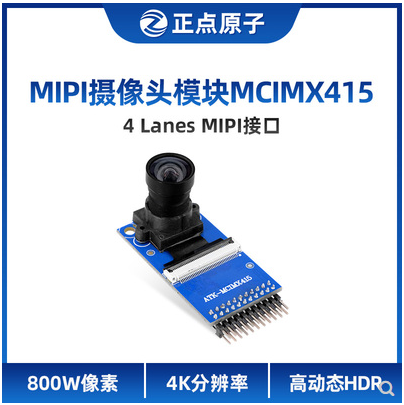 正点原子
MIPI摄像头模块MCIMX415
4 Lanes MIPI接口
ATK-MCIMX415
800W像素
4K分辨率
高动态HDR